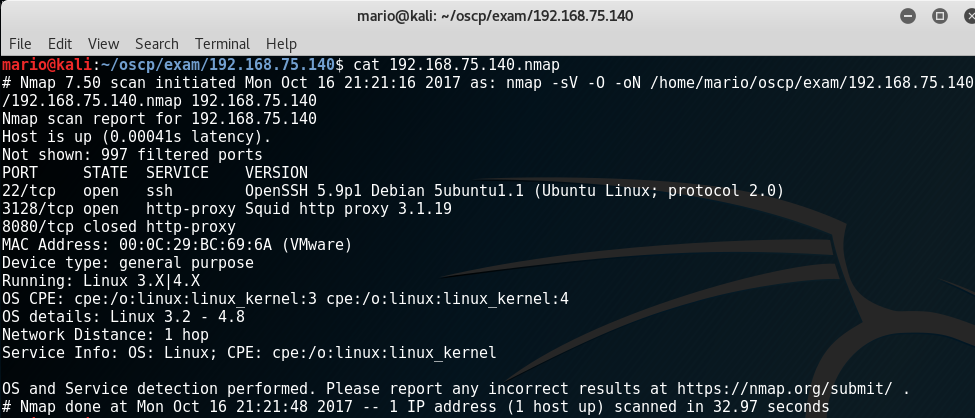 mario@kali: ~/oscp/exam/192.168.75.140
File Edit View Search Terminal Help
mario@kali:~/oscp/exam/192.168.75.140$ cat 192.168.75.140.nmap
# Nmap 7.50 scan initiated Mon Oct 16 21:21:16 2017 as: nmap -sV -O -oN /home/mario/oscp/exam/192.168.75.140
/192.168.75.140.nmap 192.168.75.140
Nmap scan report for 192.168.75.140
Host is up (0.00041s latency).
Not shown: 997 filtered ports
PORT     STATE  SERVICE    VERSION
22/tcp   open   ssh        OpenSSH 5.9p1 Debian 5ubuntu1.1 (Ubuntu Linux; protocol 2.0)
3128/tcp open   http-proxy Squid http proxy 3.1.19
8080/tcp closed http-proxy
MAC Address: 00:0C:29:BC:69:6A (VMware)
Device type: general purpose
Running: Linux 3.X|4.X
OS CPE: cpe:/o:linux:linux_kernel:3 cpe:/o:linux:linux_kernel:4
OS details: Linux 3.2 - 4.8
Network Distance: 1 hop
Service Info: OS: Linux; CPE: cpe:/o:linux:linux_kernel
OS and Service detection performed. Please report any incorrect results at https://nmap.org/submit/ .
# Nmap done at Mon Oct 16 21:21:48 2017 -- 1 IP address (1 host up) scanned in 32.97 seconds